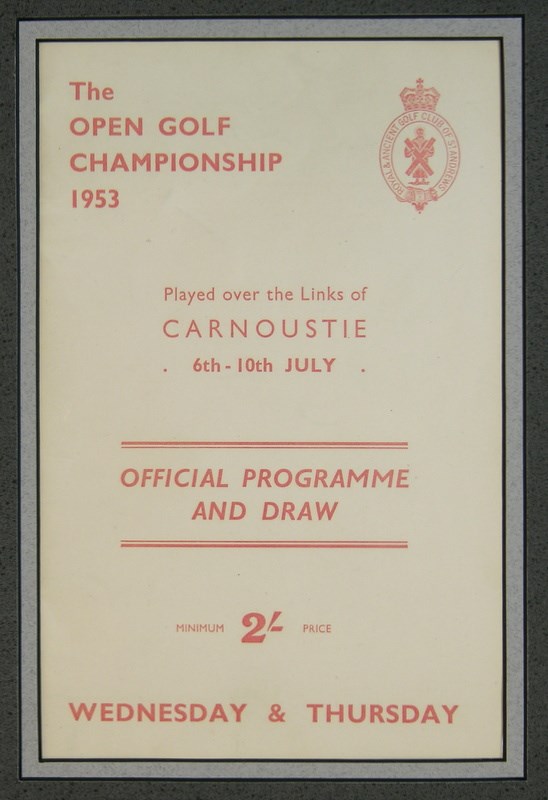 The
OPEN GOLF
CHAMPIONSHIP
1953
ROYAL & ANCIENT GOLF CLUB OF ST ANDREWS
Played over the Links of
CARNOUSTIE
. 6th - 10th JULY .
OFFICIAL PROGRAMME
AND DRAW
MINIMUM 2/- PRICE
WEDNESDAY & THURSDAY